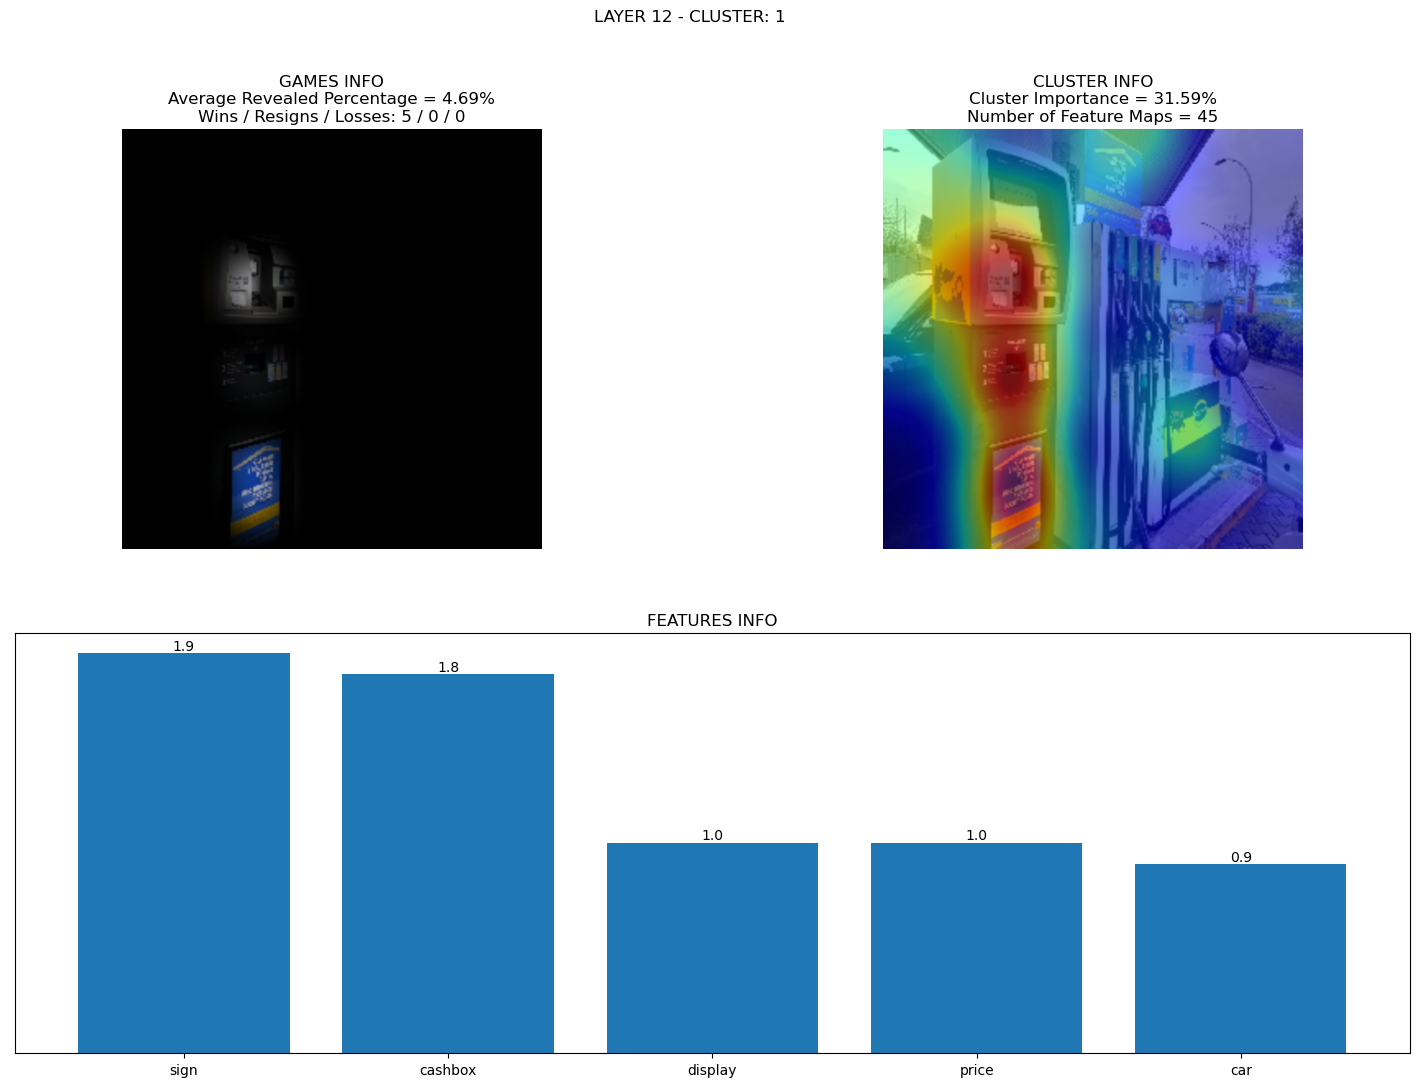 LAYER 12 - CLUSTER: 1
GAMES INFO
Average Revealed Percentage = 4.69%
Wins / Resigns / Losses: 5 / 0 / 0
CLUSTER INFO
Cluster Importance = 31.59%
Number of Feature Maps = 45
FEATURES INFO
1.9
1.8
1.0
1.0
0.9
sign
cashbox
display
price
car